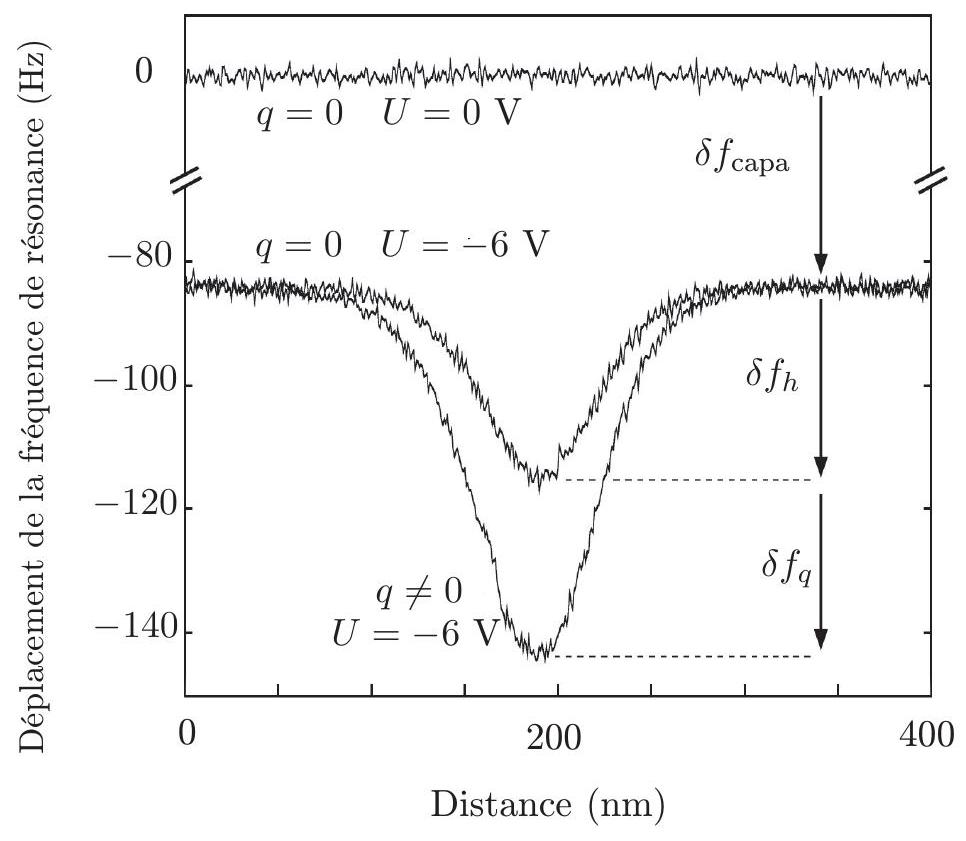 Déplacement de la fréquence de résonance (Hz)
0
q = 0 U = 0 V
δf_capa
q = 0 U = −6 V
−80
−100
δf_h
−120
δf_q
q ≠ 0
U = −6 V
−140
0 200 400
Distance (nm)